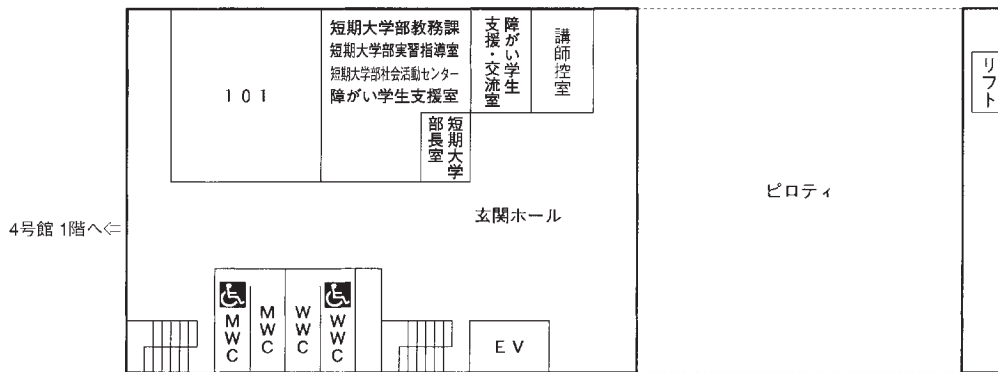 101
短期大学部教務課
短期大学部実習指導室
短期大学部社会活動センター
障がい学生支援室
障がい学生
支援・交流室
講師控室
リフト
短期大学
部長室
ピロティ
玄関ホール
4号館 1階へ⇦
MWC
MWC
WWC
WWC
EV